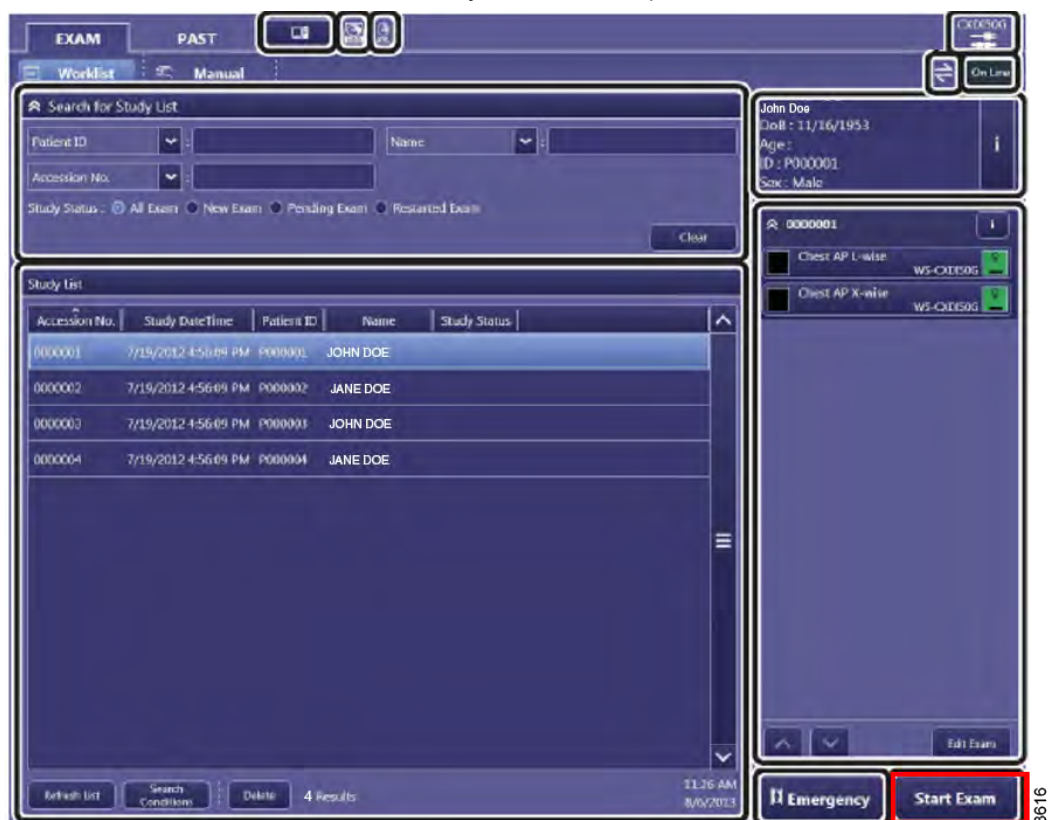 EXAM PAST
CXDI50G
Worklist Manual
On Line
Search for Study List
Patient ID : Name :
Accession No. :
Study Status : All Exam New Exam Pending Exam Restarted Exam
Clear
John Doe
DoB : 11/16/1953
Age :
ID : P000001
Sex : Male
i
0000001 i
Chest AP L-wise
WS-CXDI50G
Chest AP X-wise
WS-CXDI50G
Study List
Accession No. Study DateTime Patient ID Name Study Status
0000001 7/19/2012 4:56:09 PM P000001 JOHN DOE
0000002 7/19/2012 4:56:09 PM P000002 JANE DOE
0000003 7/19/2012 4:56:09 PM P000003 JOHN DOE
0000004 7/19/2012 4:56:09 PM P000004 JANE DOE
Edit Exam
Refresh List Search Conditions Delete 4 Results
11:26 AM
8/6/2013
Emergency Start Exam